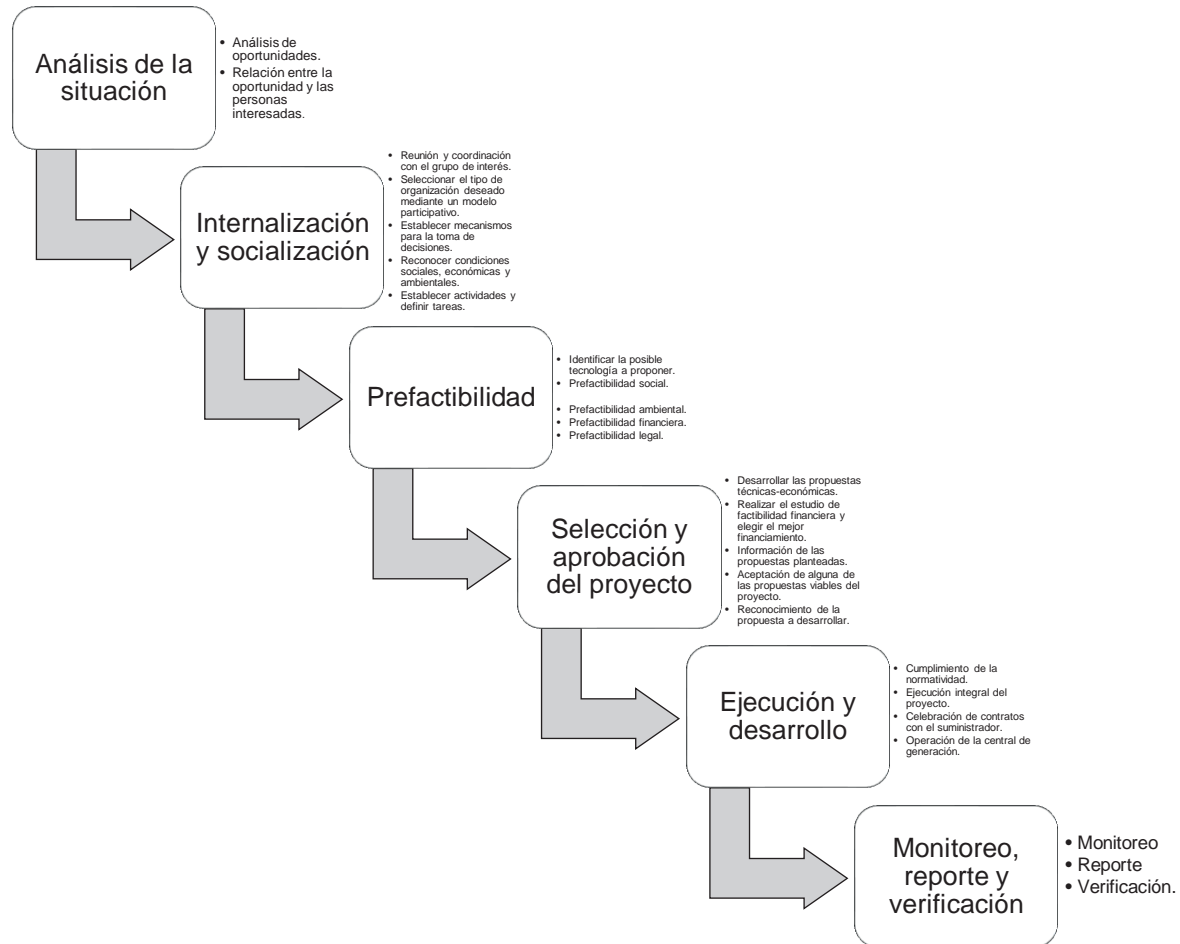 Análisis de la
situación
• Análisis de
oportunidades.
• Relación entre la
oportunidad y las
personas
interesadas.
Internalización
y socialización
• Reunión y coordinación
con el grupo de interés.
• Seleccionar el tipo de
organización deseado
mediante un modelo
participativo.
• Establecer mecanismos
para la toma de
decisiones.
• Reconocer condiciones
sociales, económicas y
ambientales.
• Establecer actividades y
definir tareas.
Prefactibilidad
• Identificar la posible
tecnología a proponer.
• Prefactibilidad social.
• Prefactibilidad ambiental.
• Prefactibilidad financiera.
• Prefactibilidad legal.
Selección y
aprobación
del proyecto
• Desarrollar las propuestas
técnicas-económicas.
• Realizar el estudio de
factibilidad financiera y
elegir el mejor
financiamiento.
• Información de las
propuestas planteadas.
• Aceptación de alguna de
las propuestas viables del
proyecto.
• Reconocimiento de la
propuesta a desarrollar.
Ejecución y
desarrollo
• Cumplimiento de la
normatividad.
• Ejecución integral del
proyecto.
• Celebración de contratos
con el suministrador.
• Operación de la central de
generación.
Monitoreo,
reporte y
verificación
• Monitoreo
• Reporte
• Verificación.